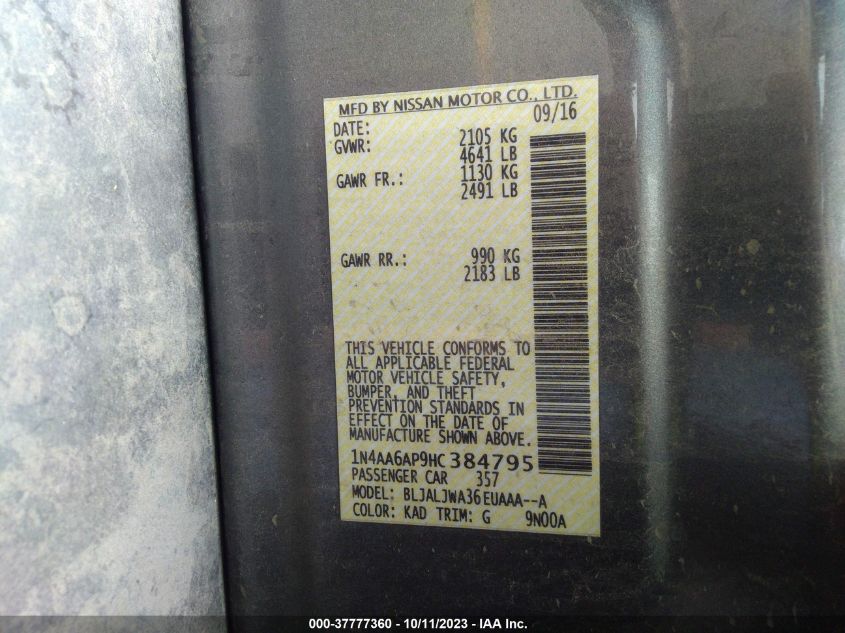 MFD BY NISSAN MOTOR CO., LTD.
DATE: 09/16
GVWR: 2105 KG
4641 LB
GAWR FR.: 1130 KG
2491 LB
GAWR RR.: 990 KG
2183 LB
THIS VEHICLE CONFORMS TO
ALL APPLICABLE FEDERAL
MOTOR VEHICLE SAFETY,
BUMPER, AND THEFT
PREVENTION STANDARDS IN
EFFECT ON THE DATE OF
MANUFACTURE SHOWN ABOVE.
1N4AA6AP9HC384795
PASSENGER CAR 357
MODEL: BLJALJWA36EUAAA--A
COLOR: KAD TRIM: G 9N00A
000-37777360 - 10/11/2023 - IAA Inc.